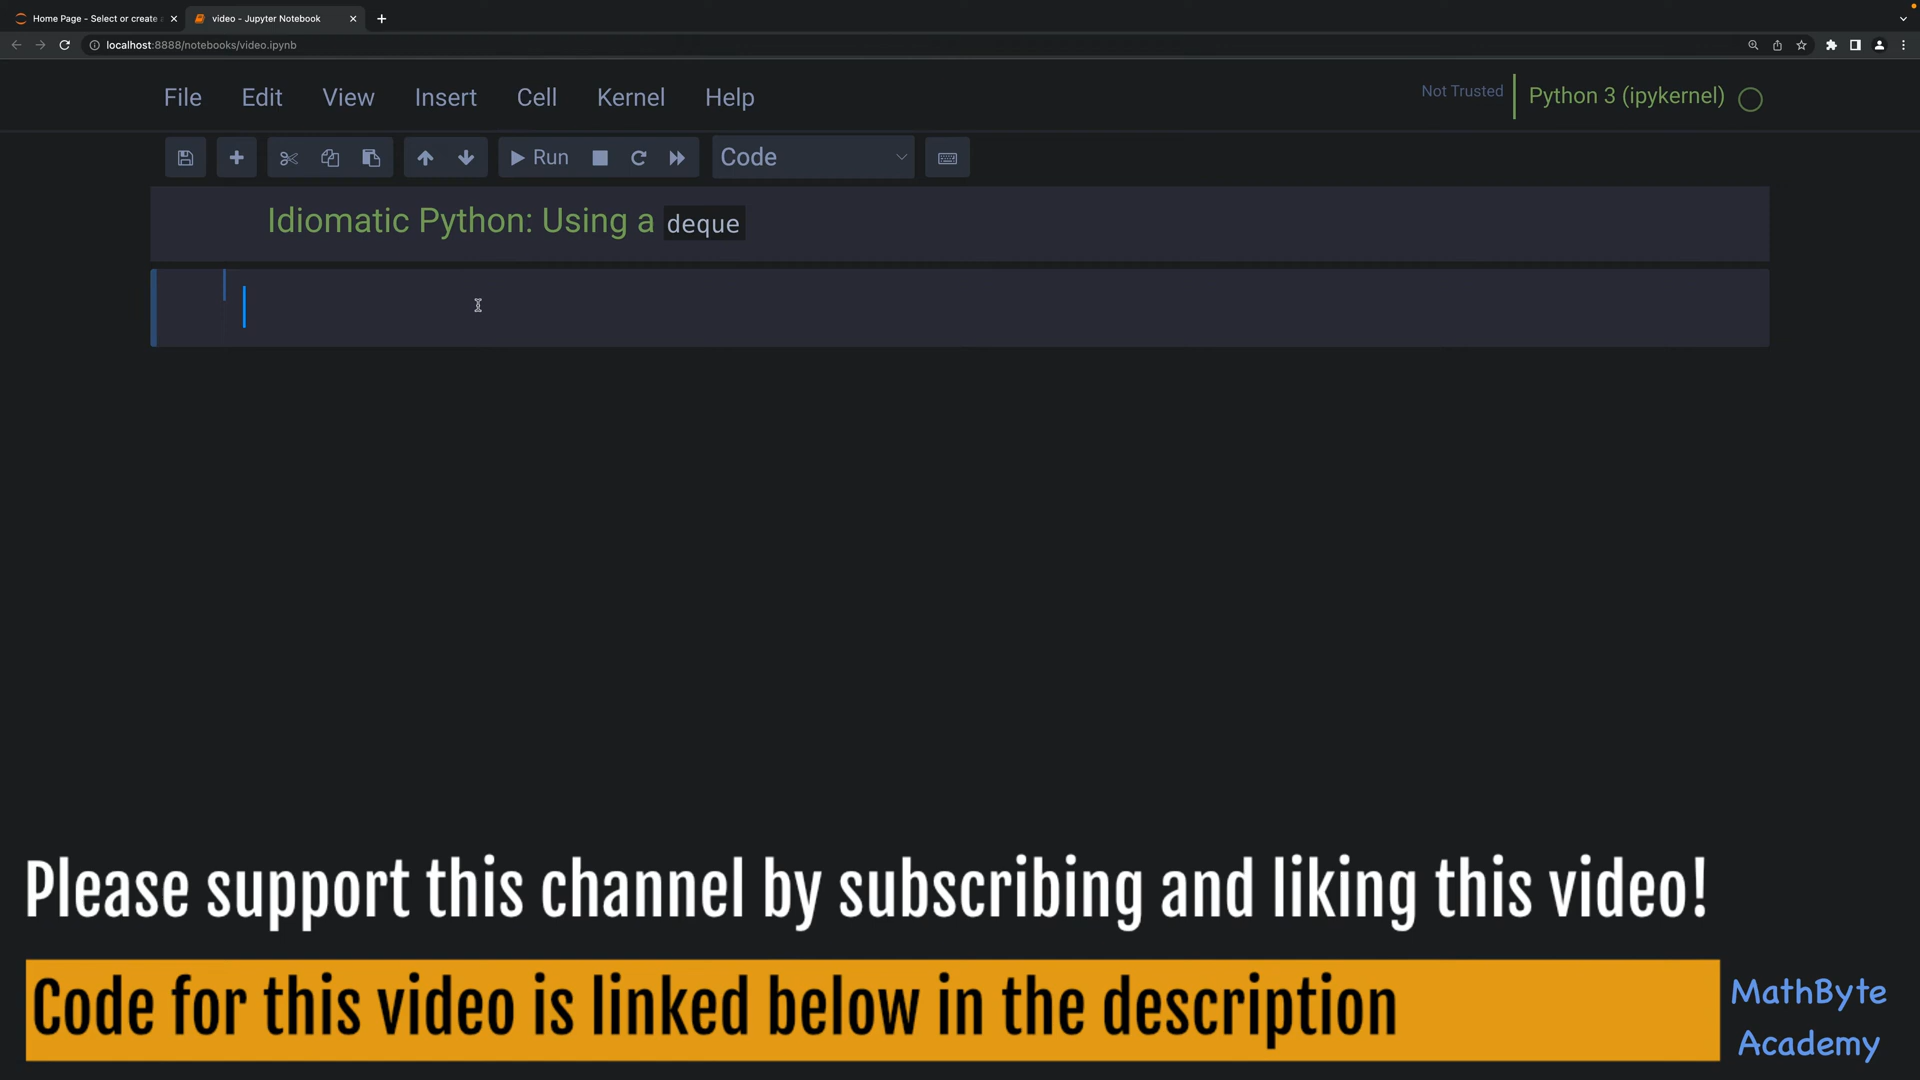 Home Page - Select or create
video - Jupyter Notebook
localhost:8888/notebooks/video.ipynb
File Edit View Insert Cell Kernel Help
Not Trusted
Python 3 (ipykernel)
Run
Code
Idiomatic Python: Using a deque
Please support this channel by subscribing and liking this video!
Code for this video is linked below in the description
MathByte
Academy